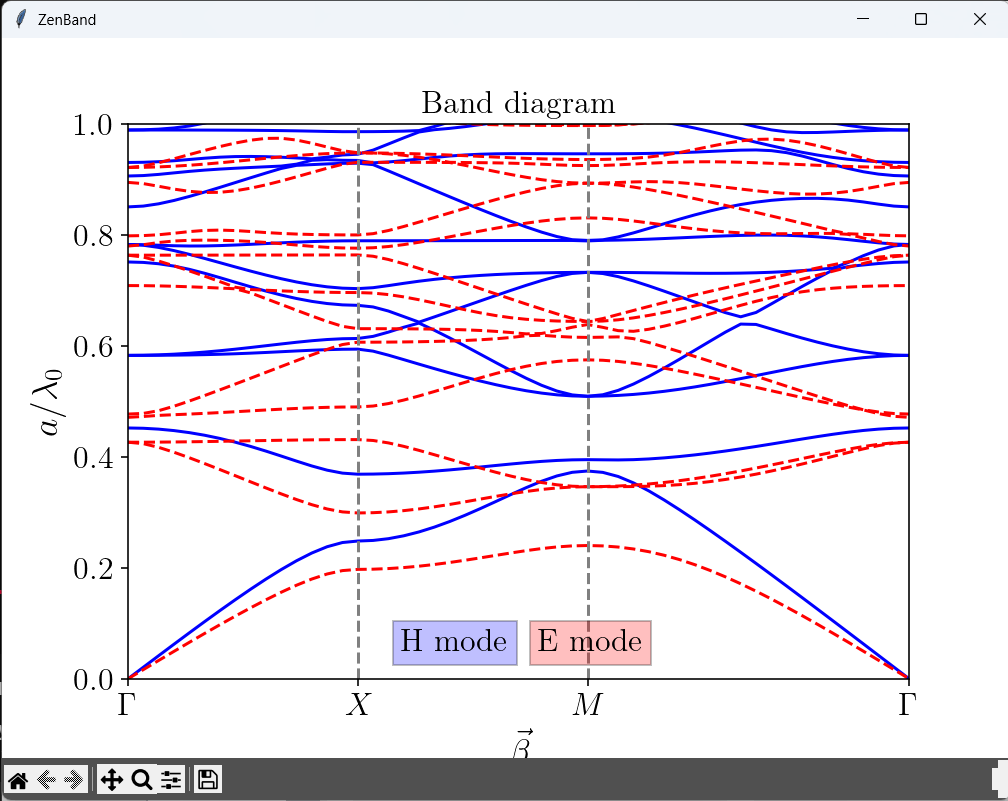 ZenBand
Band diagram
1.0
0.8
0.6
0.4
0.2
0.0
a/λ₀
H mode E mode
Γ X M Γ
β⃗